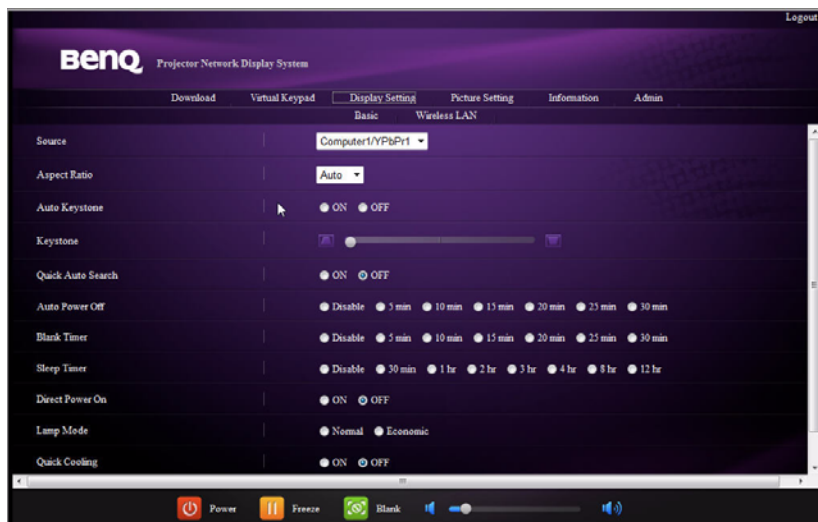 Logout
BenQ Projector Network Display System
Download Virtual Keypad Display Setting Picture Setting Information Admin
Basic Wireless LAN
Source Computer1/YPbPr1
Aspect Ratio Auto
Auto Keystone ON OFF
Keystone
Quick Auto Search ON OFF
Auto Power Off Disable 5 min 10 min 15 min 20 min 25 min 30 min
Blank Timer Disable 5 min 10 min 15 min 20 min 25 min 30 min
Sleep Timer Disable 30 min 1 hr 2 hr 3 hr 4 hr 8 hr 12 hr
Direct Power On ON OFF
Lamp Mode Normal Economic
Quick Cooling ON OFF
Power Freeze Blank